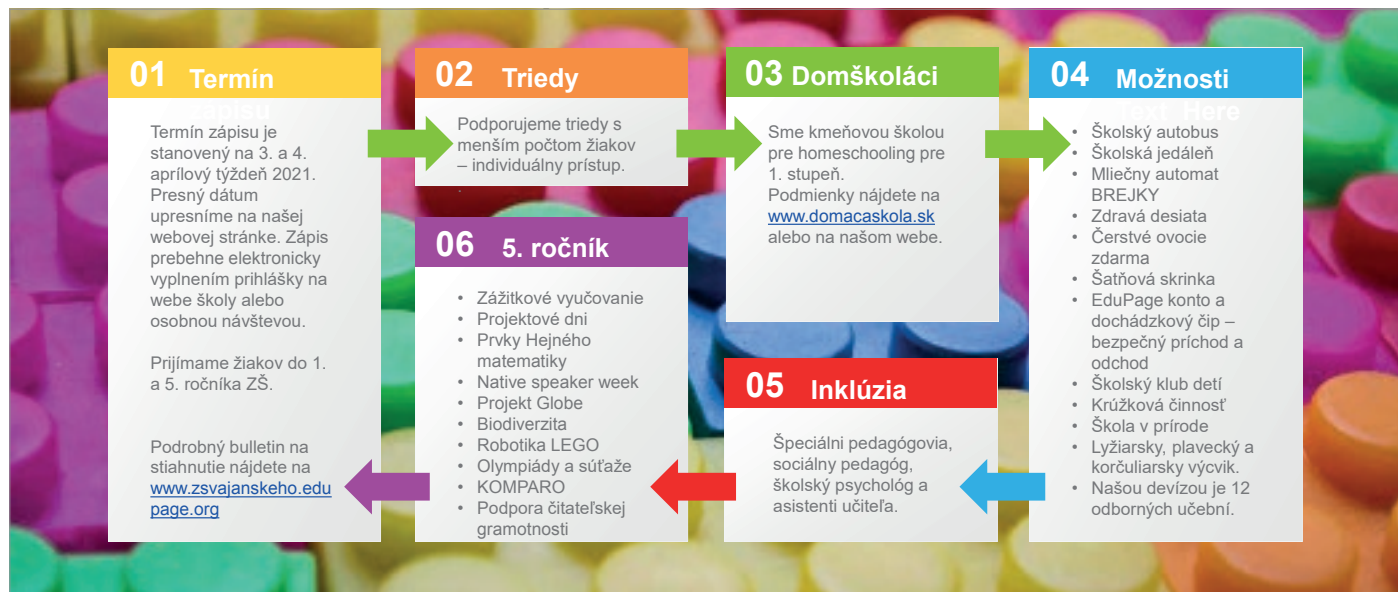 01 Termín
zápisu
Termín zápisu je
stanovený na 3. a 4.
aprílový týždeň 2021.
Presný dátum
upresníme na našej
webovej stránke. Zápis
prebehne elektronicky
vyplnením prihlášky na
webe školy alebo
osobnou návštevou.
Prijímame žiakov do 1.
a 5. ročníka ZŠ.
Podrobný bulletin na
stiahnutie nájdete na
www.zsvajanskeho.edu
page.org
02 Triedy
Podporujeme triedy s
menším počtom žiakov
– individuálny prístup.
03 Domškoláci
Sme kmeňovou školou
pre homeschooling pre
1. stupeň.
Podmienky nájdete na
www.domacaskola.sk
alebo na našom webe.
04 Možnosti
Text Here
• Školský autobus
• Školská jedáleň
• Mliečny automat
BREJKY
• Zdravá desiata
• Čerstvé ovocie
zdarma
• Šatňová skrinka
• EduPage konto a
dochádzkový čip –
bezpečný príchod a
odchod
• Školský klub detí
• Krúžková činnosť
• Škola v prírode
• Lyžiarsky, plavecký a
korčuliarsky výcvik.
• Našou devízou je 12
odborných učební.
05 Inklúzia
Špeciálni pedagógovia,
sociálny pedagóg,
školský psychológ a
asistenti učiteľa.
06 5. ročník
• Zážitkové vyučovanie
• Projektové dni
• Prvky Hejného
matematiky
• Native speaker week
• Projekt Globe
• Biodiverzita
• Robotika LEGO
• Olympiády a súťaže
• KOMPARO
• Podpora čitateľskej
gramotnosti